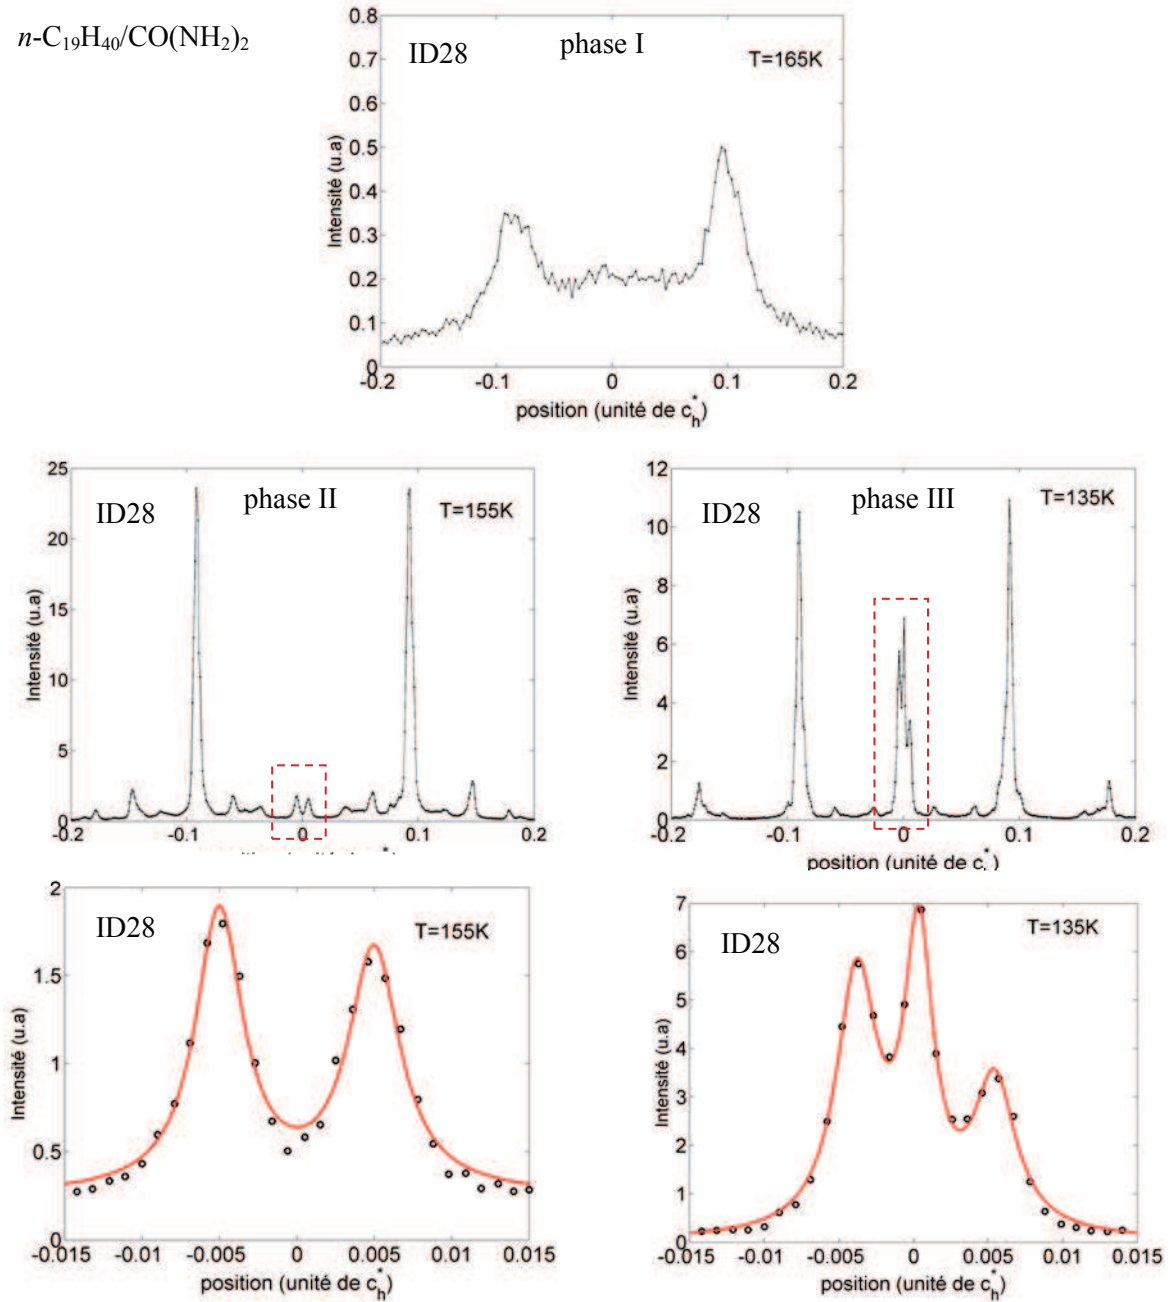 n-C19H40/CO(NH2)2
ID28
phase I
T=165K
0.8
0.7
0.6
0.5
0.4
0.3
0.2
0.1
0
Intensité (u.a)
-0.2
-0.1
0
0.1
0.2
position (unité de c*h)
ID28
phase II
T=155K
25
20
15
10
5
0
Intensité (u.a)
-0.2
-0.1
0
0.1
0.2
ID28
phase III
T=135K
12
10
8
6
4
2
0
Intensité (u.a)
-0.2
-0.1
0
0.1
0.2
position (unité de c*
ID28
T=155K
2
1.5
1
0.5
0
Intensité (u.a)
-0.015
-0.01
-0.005
0
0.005
0.01
0.015
position (unité de c*h)
ID28
T=135K
7
6
5
4
3
2
1
0
Intensité (u.a)
-0.015
-0.01
-0.005
0
0.005
0.01
0.015
position (unité de c*h)